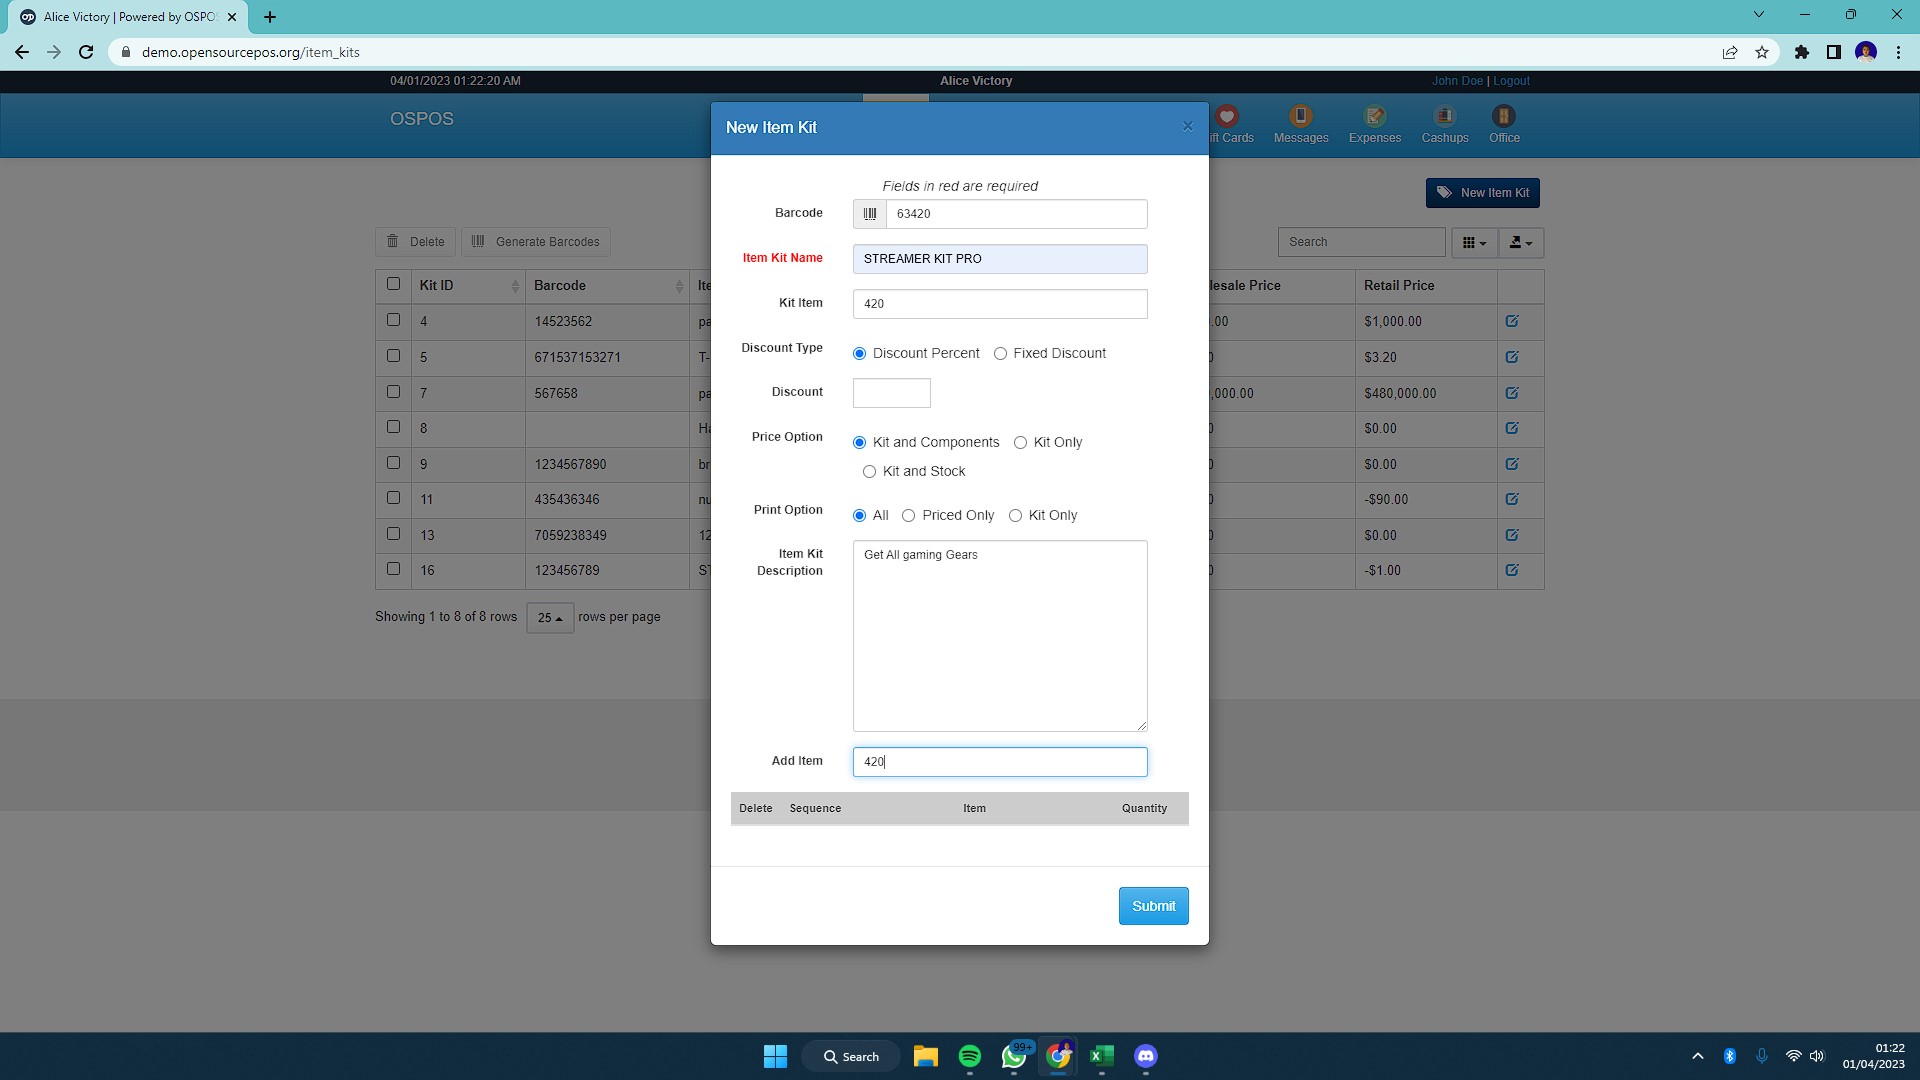 Alice Victory | Powered by OSPO
demo.opensourcepos.org/item_kits
04/01/2023 01:22:20 AM
Alice Victory
John Doe | Logout
OSPOS
ift Cards
Messages
Expenses
Cashups
Office
New Item Kit
New Item Kit
Fields in red are required
Barcode
63420
Item Kit Name
STREAMER KIT PRO
Kit Item
420
Discount Type
Discount Percent
Fixed Discount
Discount
Price Option
Kit and Components
Kit Only
Kit and Stock
Print Option
All
Priced Only
Kit Only
Item Kit
Description
Get All gaming Gears
Add Item
420
Delete
Sequence
Item
Quantity
Submit
Delete
Generate Barcodes
Search
Kit ID
Barcode
Ite
lesale Price
Retail Price
4
14523562
pa
.00
$1,000.00
5
671537153271
T-
0
$3.20
7
567658
pa
,000.00
$480,000.00
8
Ha
0
$0.00
9
1234567890
br
0
$0.00
11
435436346
nu
0
-$90.00
13
7059238349
12
0
$0.00
16
123456789
ST
0
-$1.00
Showing 1 to 8 of 8 rows
25
rows per page
Search
99+
01:22
01/04/2023